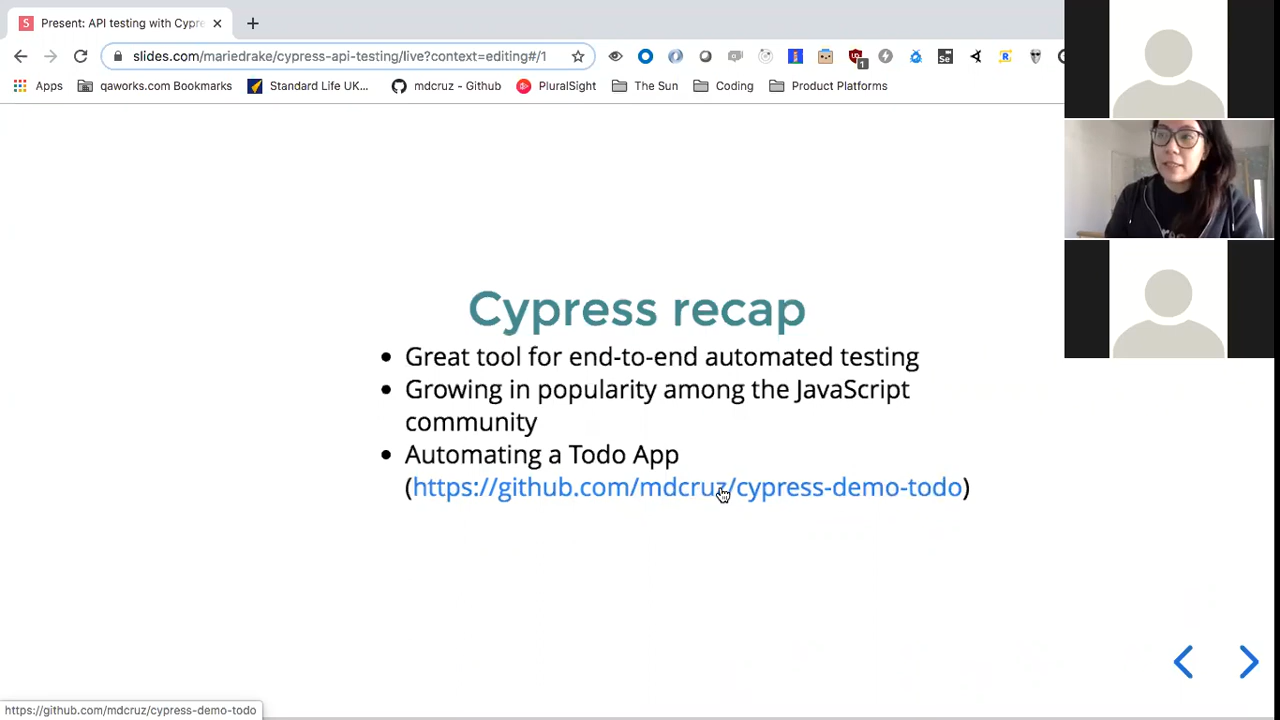 Present: API testing with Cypre
slides.com/mariedrake/cypress-api-testing/live?context=editing#/1
1
Se
R
Apps
qaworks.com Bookmarks
Standard Life UK...
mdcruz - Github
PluralSight
The Sun
Coding
Product Platforms
Cypress recap
Great tool for end-to-end automated testing
Growing in popularity among the JavaScript
community
Automating a Todo App
(https://github.com/mdcruz/cypress-demo-todo)
https://github.com/mdcruz/cypress-demo-todo